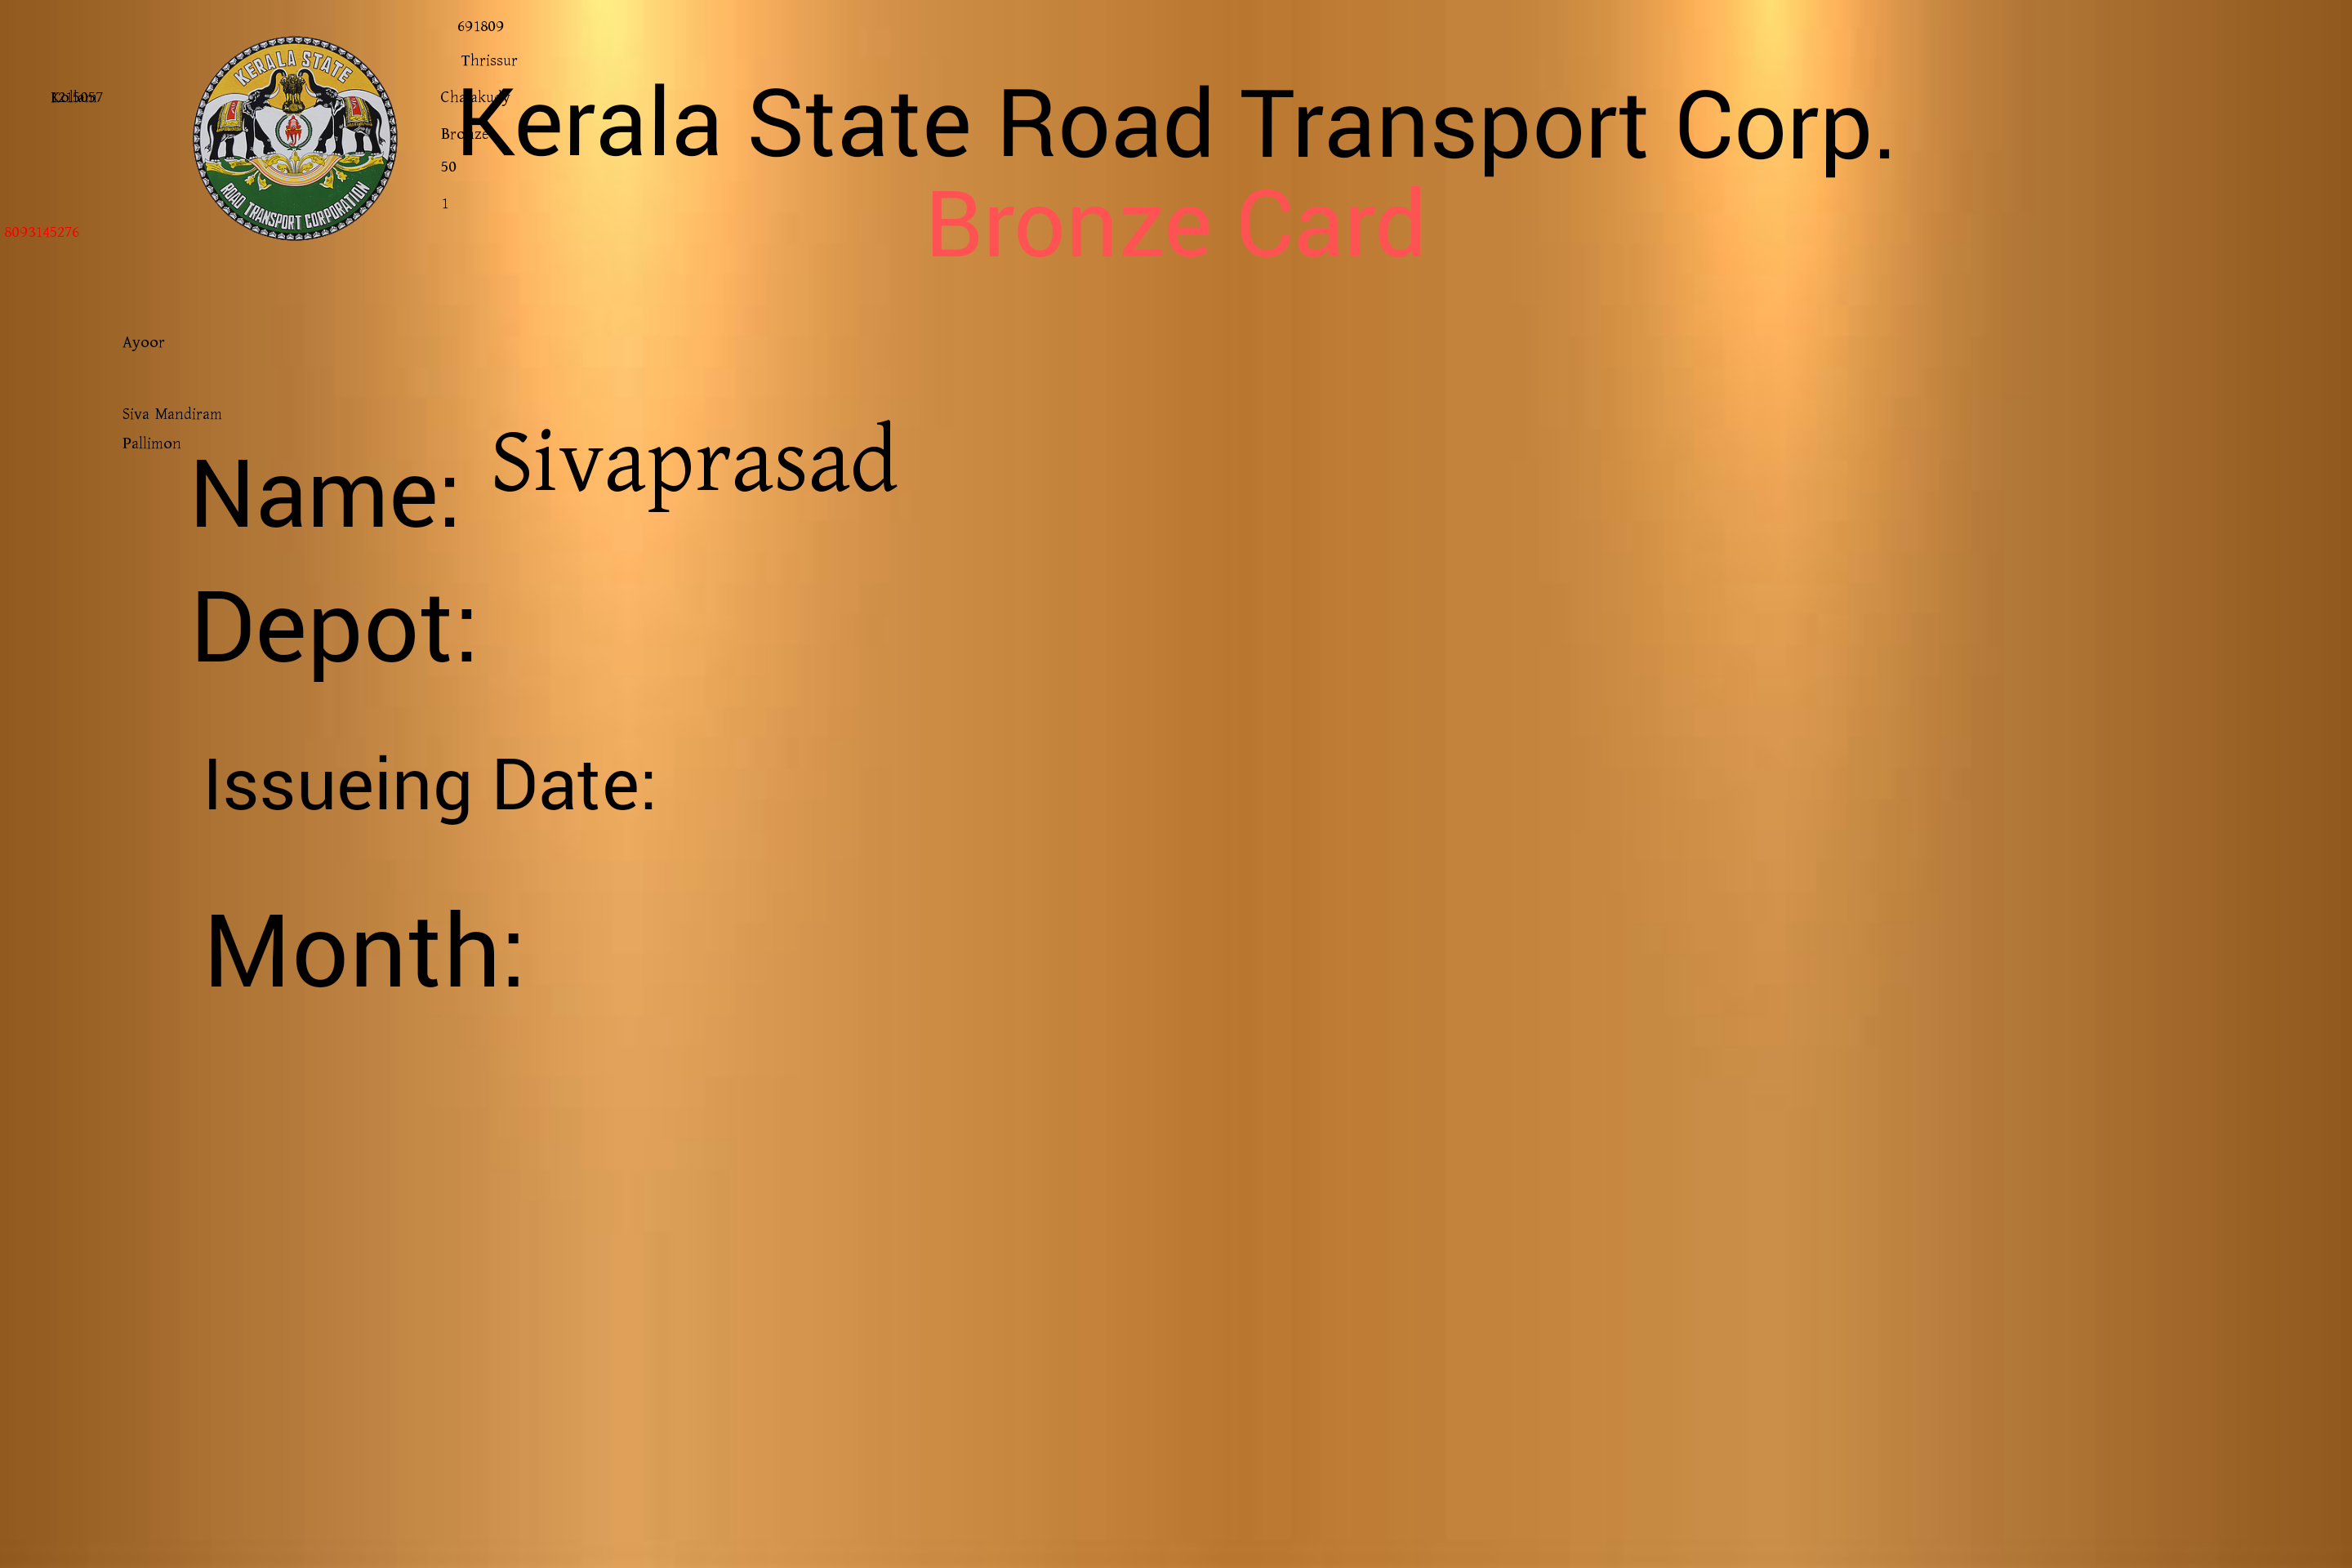 691809
Thrissur
KERALA STATE
ROAD TRANSPORT CORPORATION
Chalakudy
Kerala State Road Transport Corp.
Bronze
50
1
Bronze Card
8093145276
Ayoor
Siva Mandiram
Pallimon
Name: Sivaprasad
Depot:
Issueing Date:
Month: